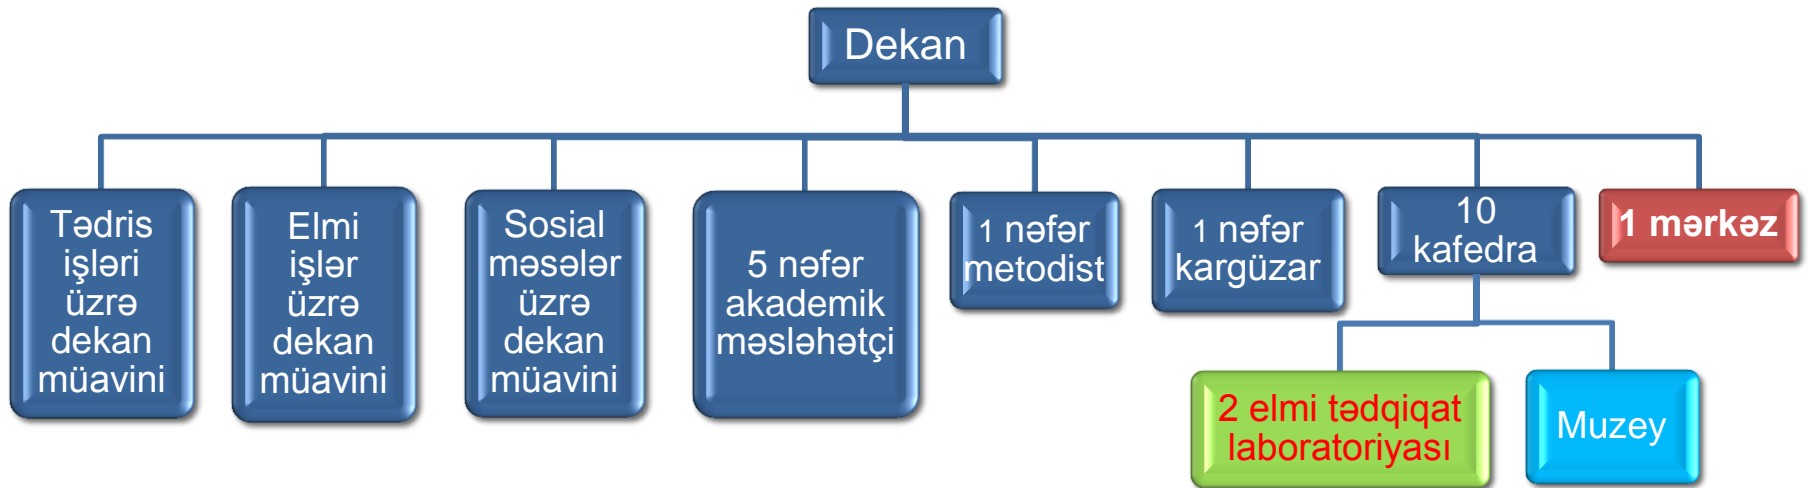 Dekan
Tədris
işləri
üzrə
dekan
müavini
Elmi
işlər
üzrə
dekan
müavini
Sosial
məsələr
üzrə
dekan
müavini
5 nəfər
akademik
məsləhətçi
1 nəfər
metodist
1 nəfər
kargüzar
10
kafedra
1 mərkəz
2 elmi tədqiqat
laboratoriyası
Muzey